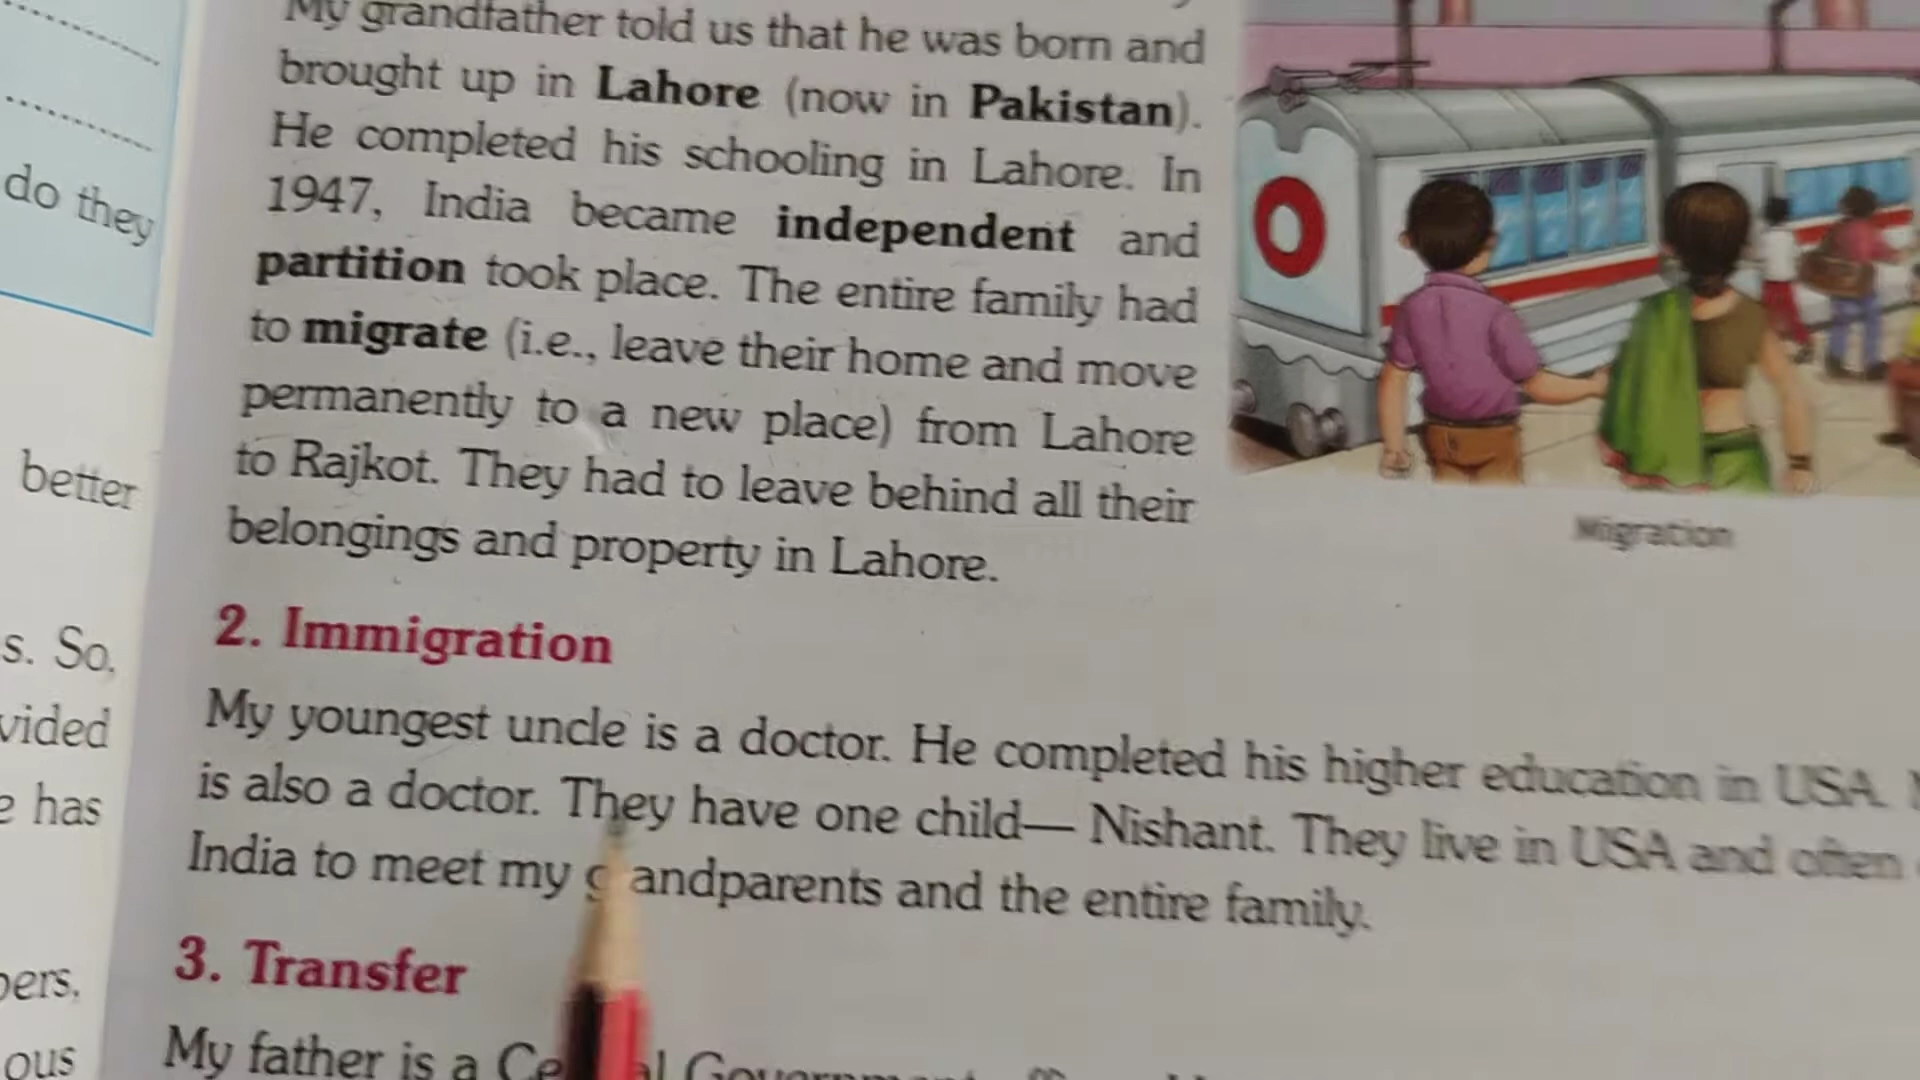 do they
better
s. So,
vided
e has
pers.
ous
My grandfather told us that he was born and
brought up in Lahore (now in Pakistan).
He completed his schooling in Lahore. In
1947, India became independent and
partition took place. The entire family had
to migrate (i.e., leave their home and move
permanently to a new place) from Lahore
to Rajkot. They had to leave behind all their
belongings and property in Lahore.
Migration
2. Immigration
My youngest uncle is a doctor. He completed his higher education in USA.
is also a doctor. They have one child— Nishant. They live in USA and often
India to meet my grandparents and the entire family.
3. Transfer
My father is a Central Government